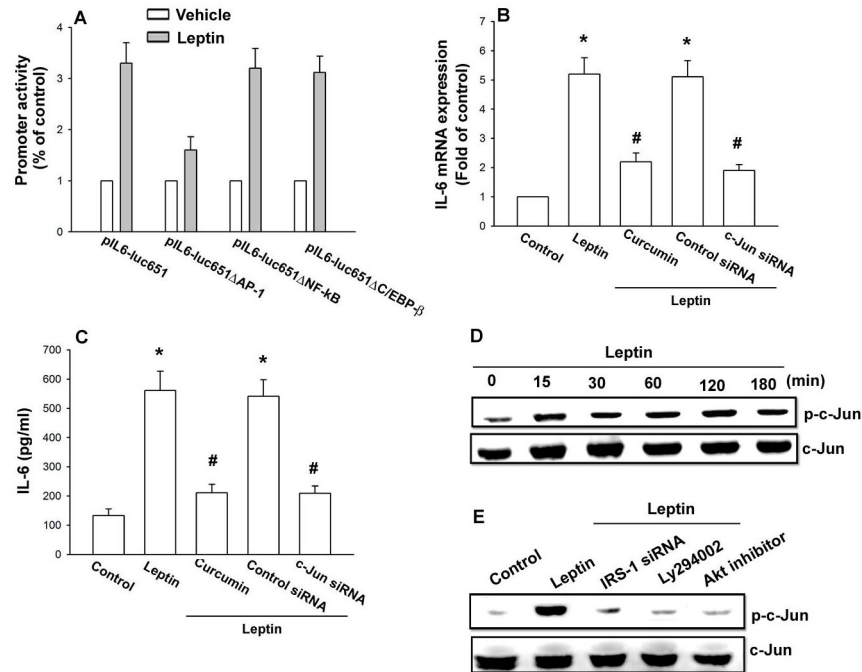 A
Vehicle
Leptin
Promoter activity
(% of control)
4
3
2
1
0
pIL6-luc651
pIL6-luc651ΔAP-1
pIL6-luc651ΔNF-kB
pIL6-luc651ΔC/EBP-β
B
IL-6 mRNA expression
(Fold of control)
7
6
5
4
3
2
1
0
*
#
*
#
Control
Leptin
Curcumin
Control siRNA
c-Jun siRNA
Leptin
C
IL-6 (pg/ml)
700
600
500
400
300
200
100
0
*
#
*
#
Control
Leptin
Curcumin
Control siRNA
c-Jun siRNA
Leptin
D
Leptin
0 15 30 60 120 180 (min)
p-c-Jun
c-Jun
E
Leptin
Control
Leptin
IRS-1 siRNA
Ly294002
Akt inhibitor
p-c-Jun
c-Jun